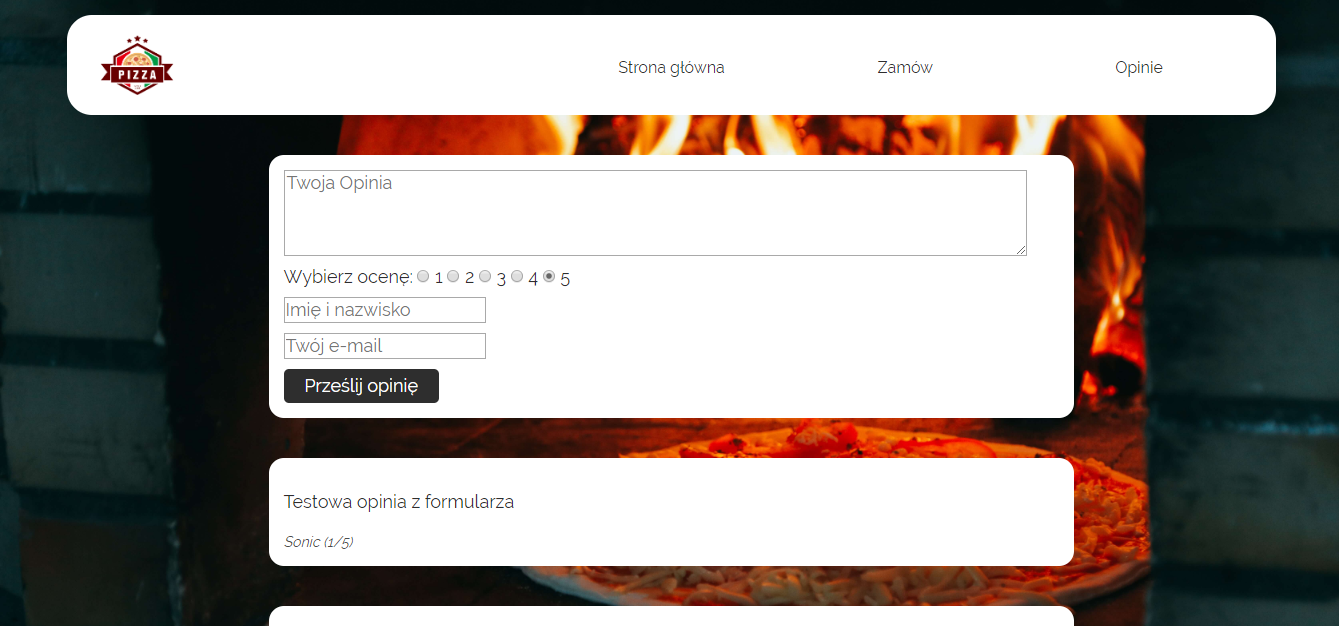 PIZZA
Strona główna
Zamów
Opinie
Twoja Opinia
Wybierz ocenę: 1 2 3 4 5
Imię i nazwisko
Twój e-mail
Prześlij opinię
Testowa opinia z formularza
Sonic (1/5)